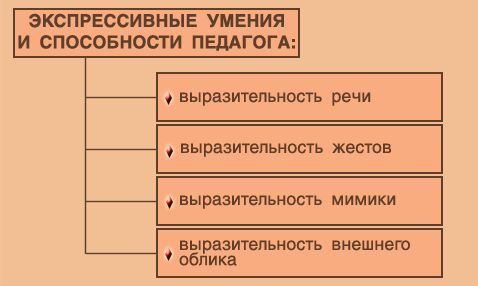 ЭКСПРЕССИВНЫЕ УМЕНИЯ
И СПОСОБНОСТИ ПЕДАГОГА:
выразительность речи
выразительность жестов
выразительность мимики
выразительность внешнего
облика